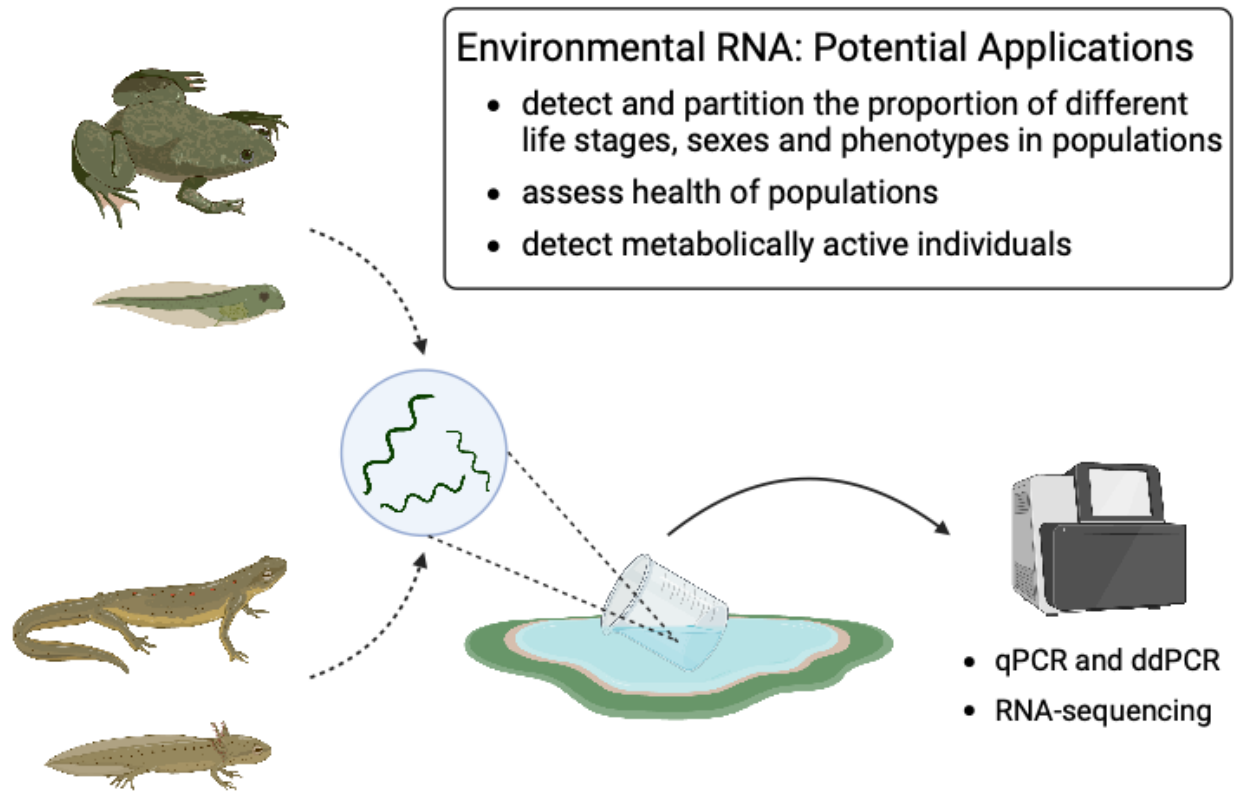 Environmental RNA: Potential Applications
• detect and partition the proportion of different
life stages, sexes and phenotypes in populations
• assess health of populations
• detect metabolically active individuals
• qPCR and ddPCR
• RNA-sequencing